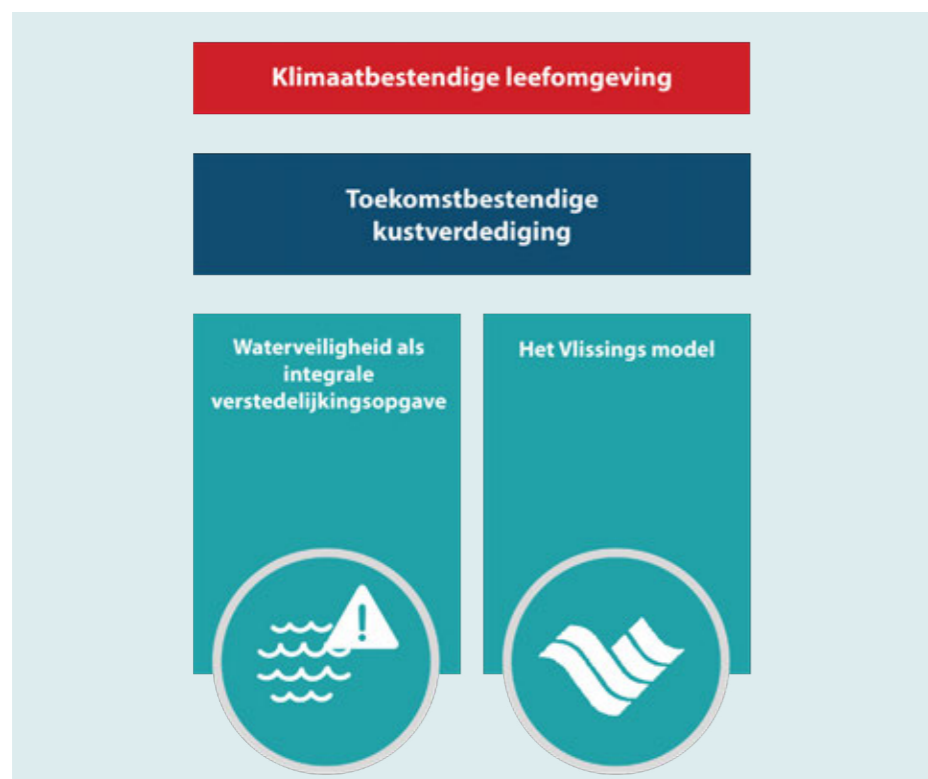 Klimaatbestendige leefomgeving
Toekomstbestendige
kustverdediging
Waterveiligheid als
integrale
verstedelijkingsopgave
Het Vlissings model